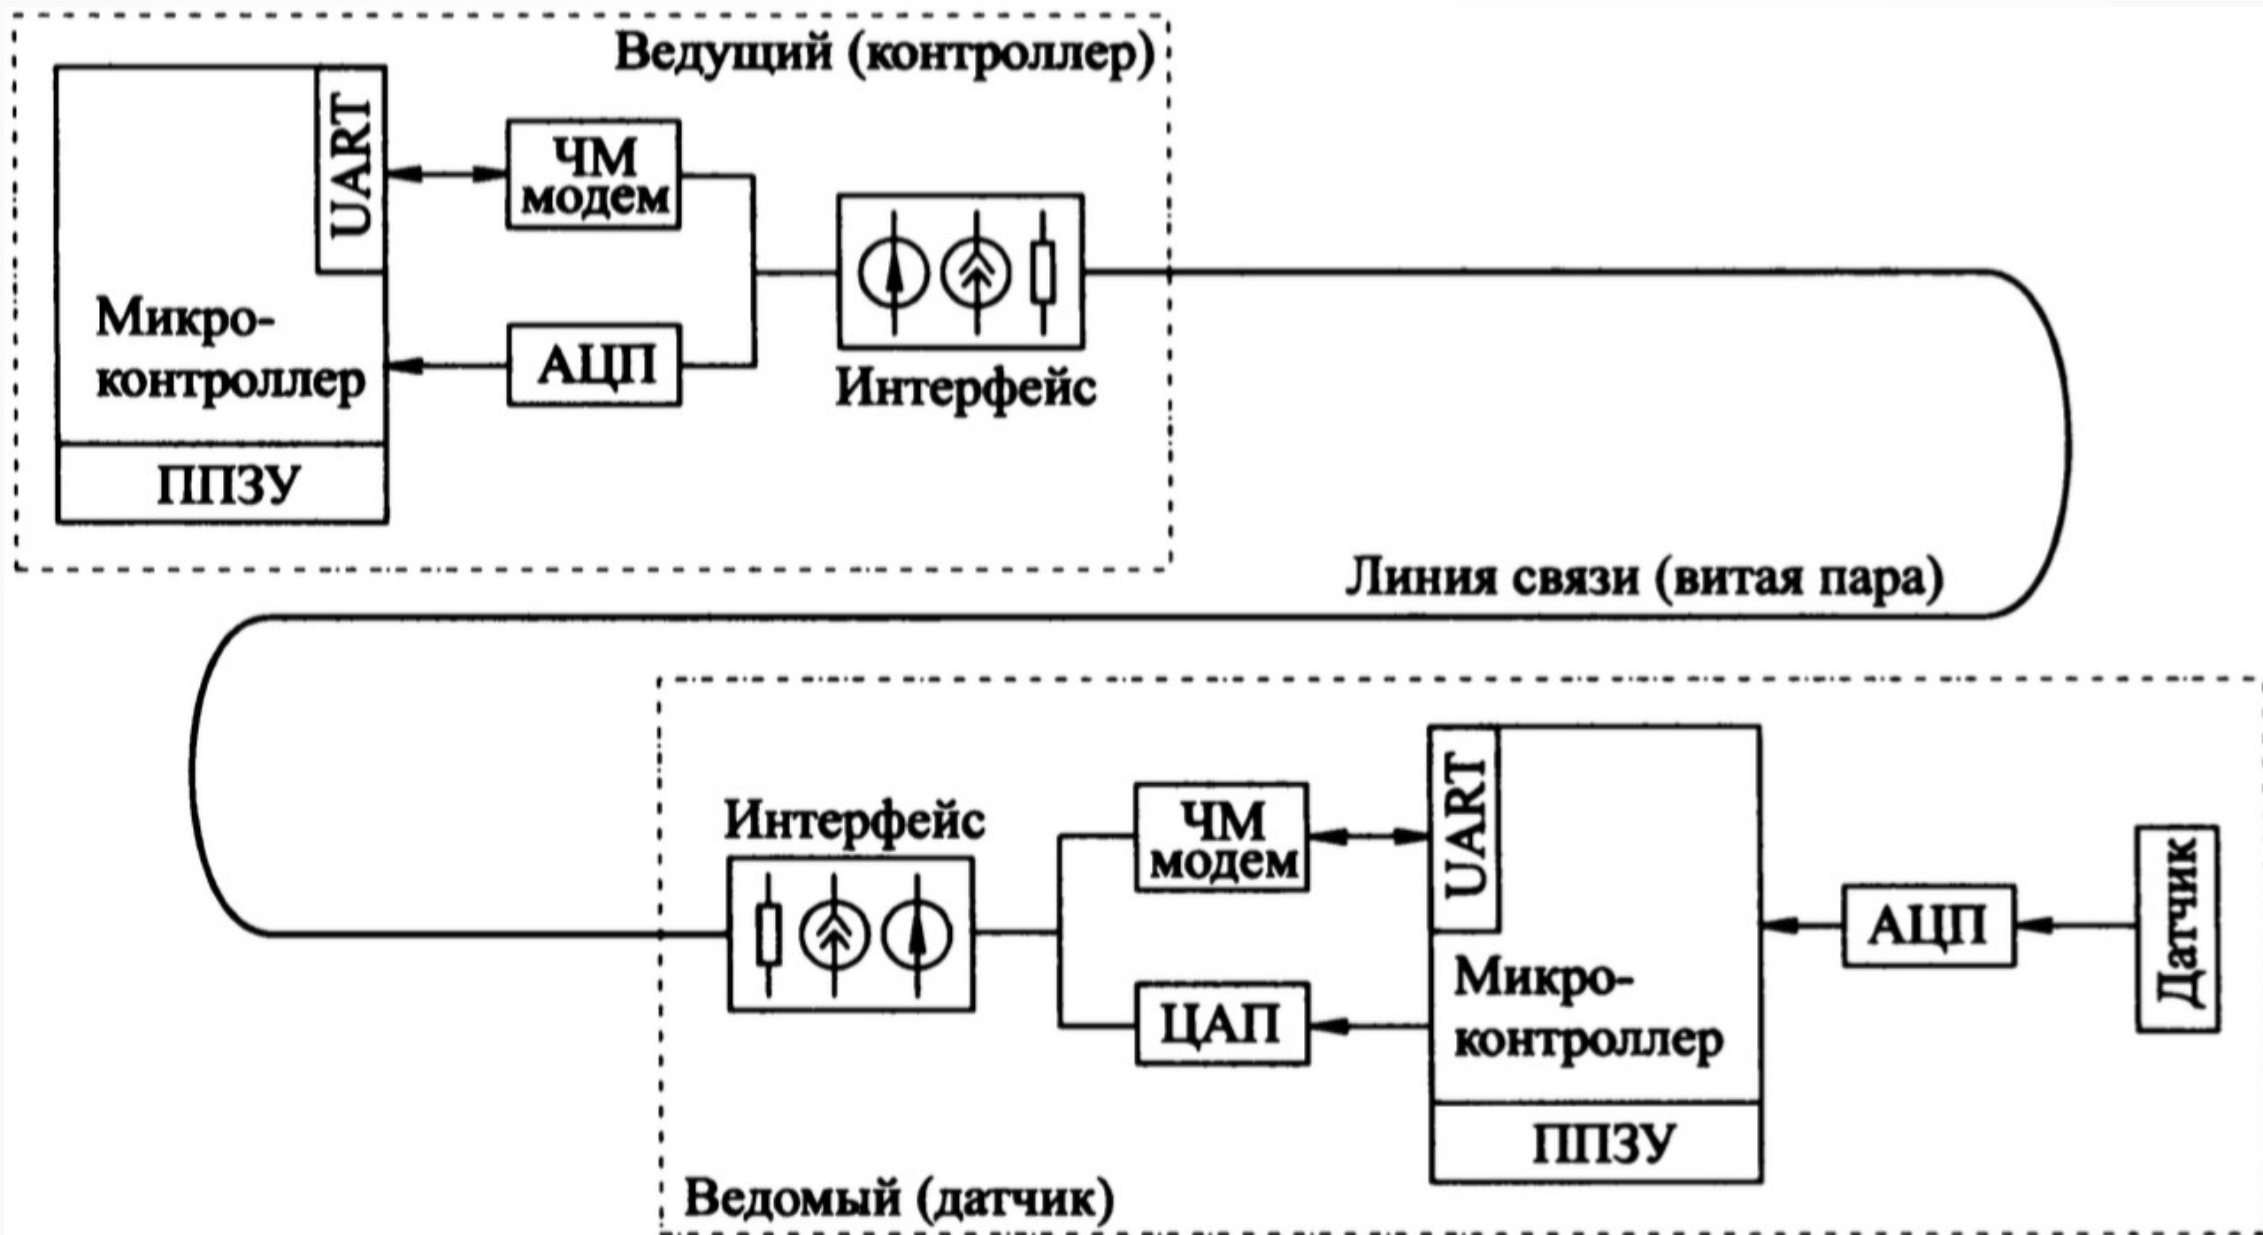 Ведущий (контроллер)
UART
ЧМ
модем
Микро-
контроллер
АЦП
Интерфейс
ППЗУ
Линия связи (витая пара)
Интерфейс
ЧМ
модем
UART
Датчик
АЦП
Микро-
контроллер
ЦАП
ППЗУ
Ведомый (датчик)